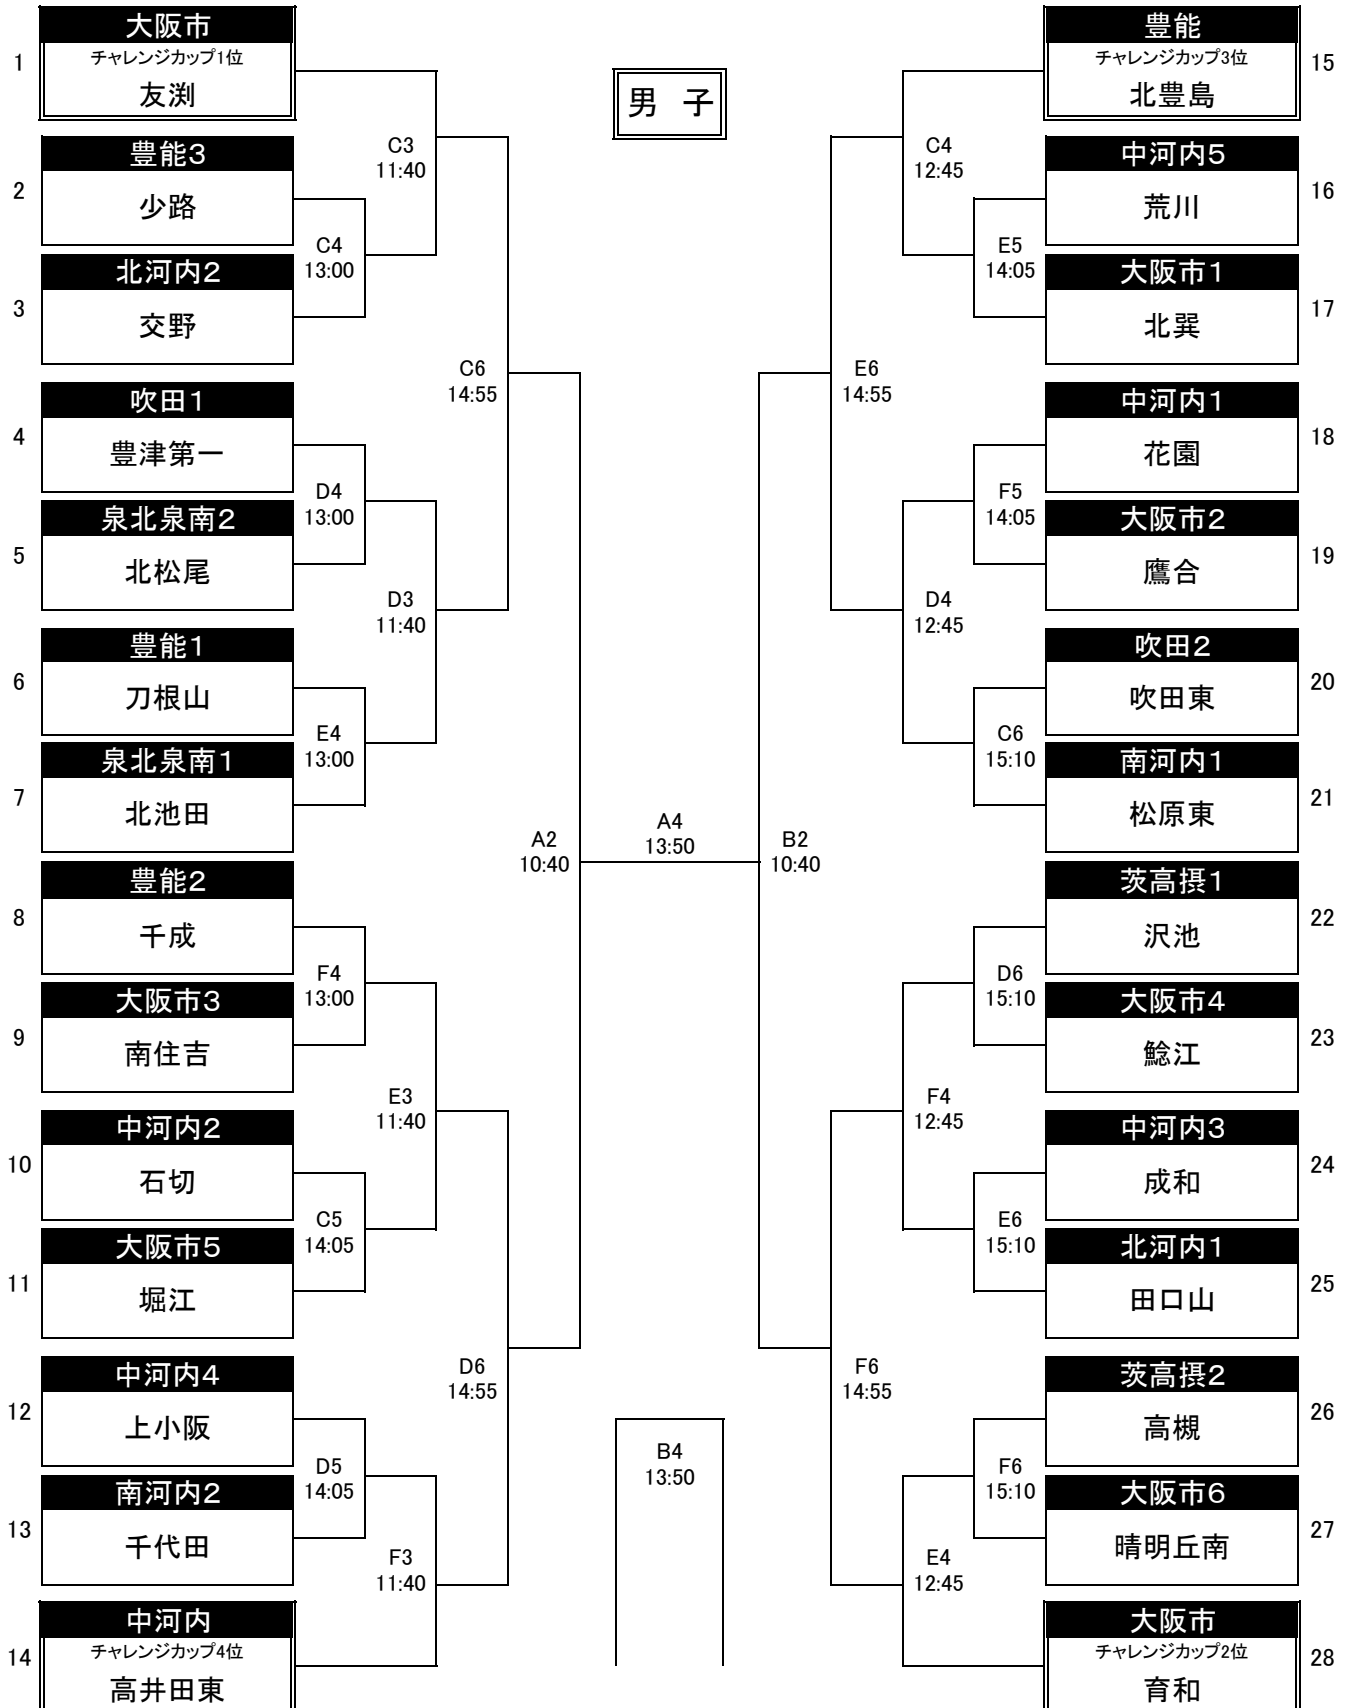 男 子
1
大阪市
チャレンジカップ1位
友渕
2
豊能3
少路
3
北河内2
交野
4
吹田1
豊津第一
5
泉北泉南2
北松尾
6
豊能1
刀根山
7
泉北泉南1
北池田
8
豊能2
千成
9
大阪市3
南住吉
10
中河内2
石切
11
大阪市5
堀江
12
中河内4
上小阪
13
南河内2
千代田
14
中河内
チャレンジカップ4位
高井田東
C4
13:00
D4
13:00
E4
13:00
F4
13:00
C5
14:05
D5
14:05
C3
11:40
D3
11:40
E3
11:40
F3
11:40
C6
14:55
D6
14:55
A2
10:40
A4
13:50
B4
13:50
B2
10:40
E6
14:55
F6
14:55
C4
12:45
D4
12:45
F4
12:45
E4
12:45
E5
14:05
F5
14:05
C6
15:10
D6
15:10
E6
15:10
F6
15:10
豊能
チャレンジカップ3位
北豊島
15
中河内5
荒川
16
大阪市1
北巽
17
中河内1
花園
18
大阪市2
鷹合
19
吹田2
吹田東
20
南河内1
松原東
21
茨高摂1
沢池
22
大阪市4
鯰江
23
中河内3
成和
24
北河内1
田口山
25
茨高摂2
高槻
26
大阪市6
晴明丘南
27
大阪市
チャレンジカップ2位
育和
28